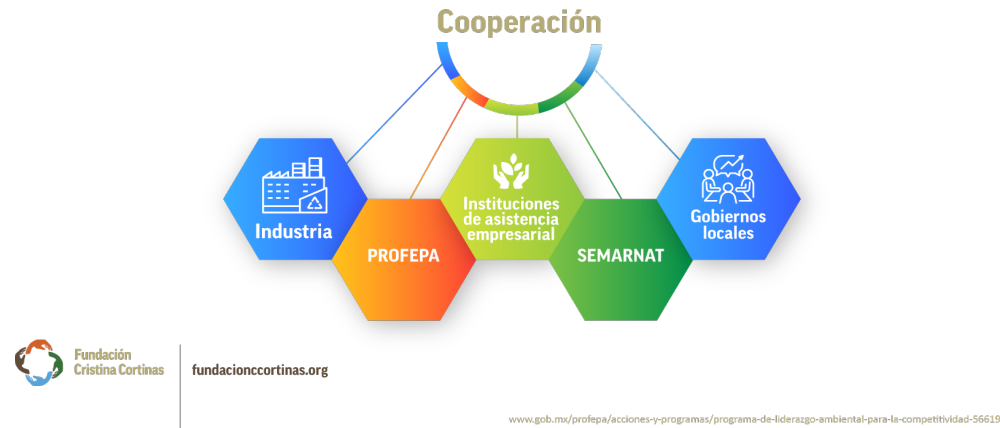 Cooperación
Industria
PROFEPA
Instituciones
de asistencia
empresarial
SEMARNAT
Gobiernos
locales
Fundación
Cristina Cortinas
fundacionccortinas.org
www.gob.mx/profepa/acciones-y-programas/programa-de-liderazgo-ambiental-para-la-competitividad-56619